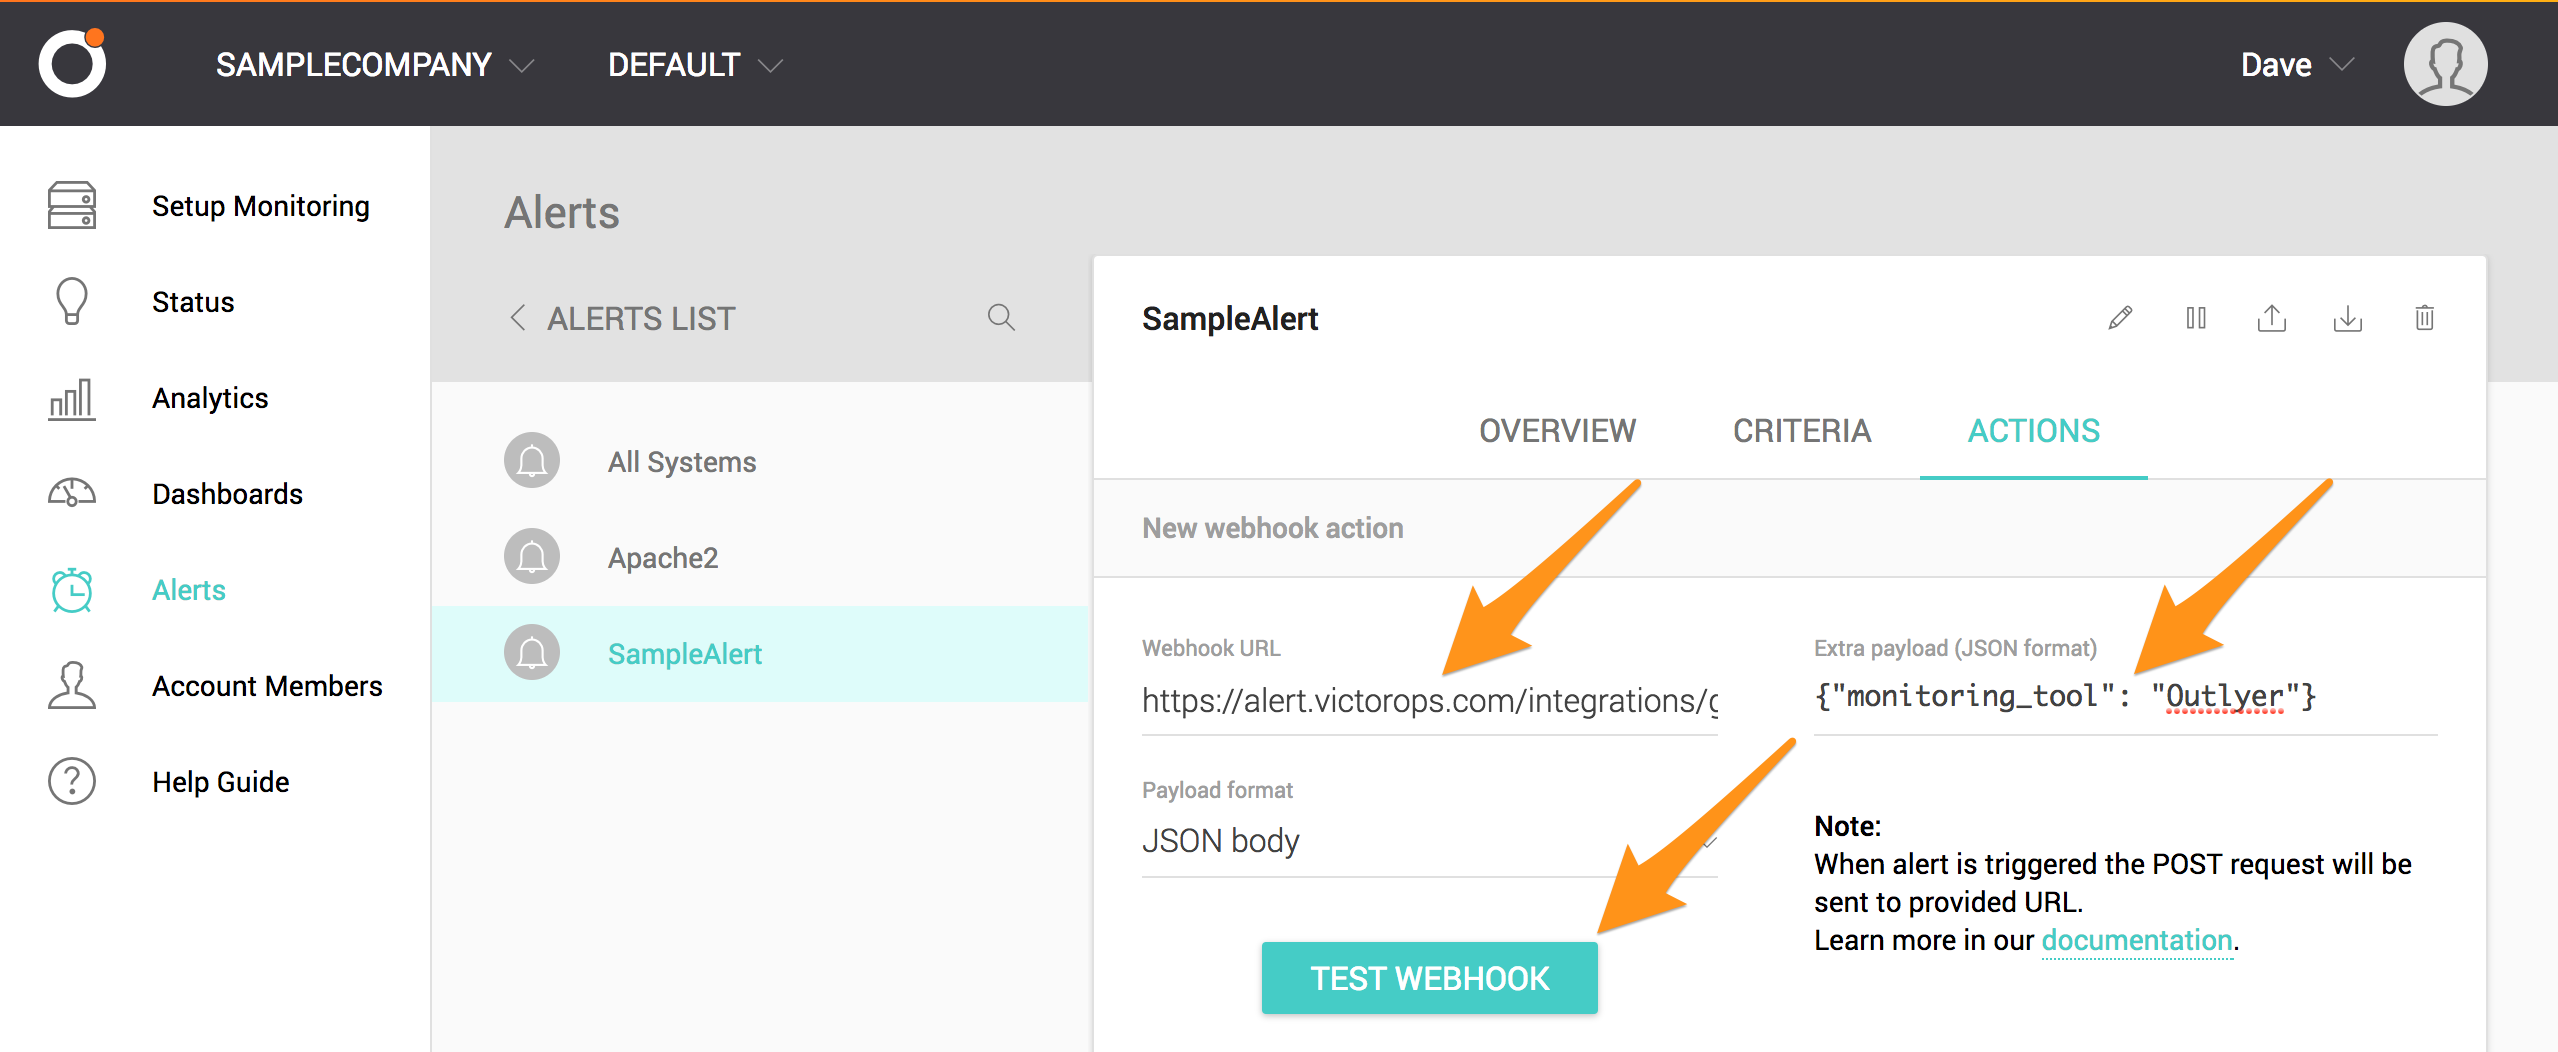 SAMPLECOMPANY
DEFAULT
Dave
Setup Monitoring
Status
Analytics
Dashboards
Alerts
Account Members
Help Guide
Alerts
ALERTS LIST
All Systems
Apache2
SampleAlert
SampleAlert
OVERVIEW
CRITERIA
ACTIONS
New webhook action
Webhook URL
https://alert.victorops.com/integrations/g
Payload format
JSON body
TEST WEBHOOK
Extra payload (JSON format)
{"monitoring_tool": "Outlyer"}
Note:
When alert is triggered the POST request will be
sent to provided URL.
Learn more in our documentation.